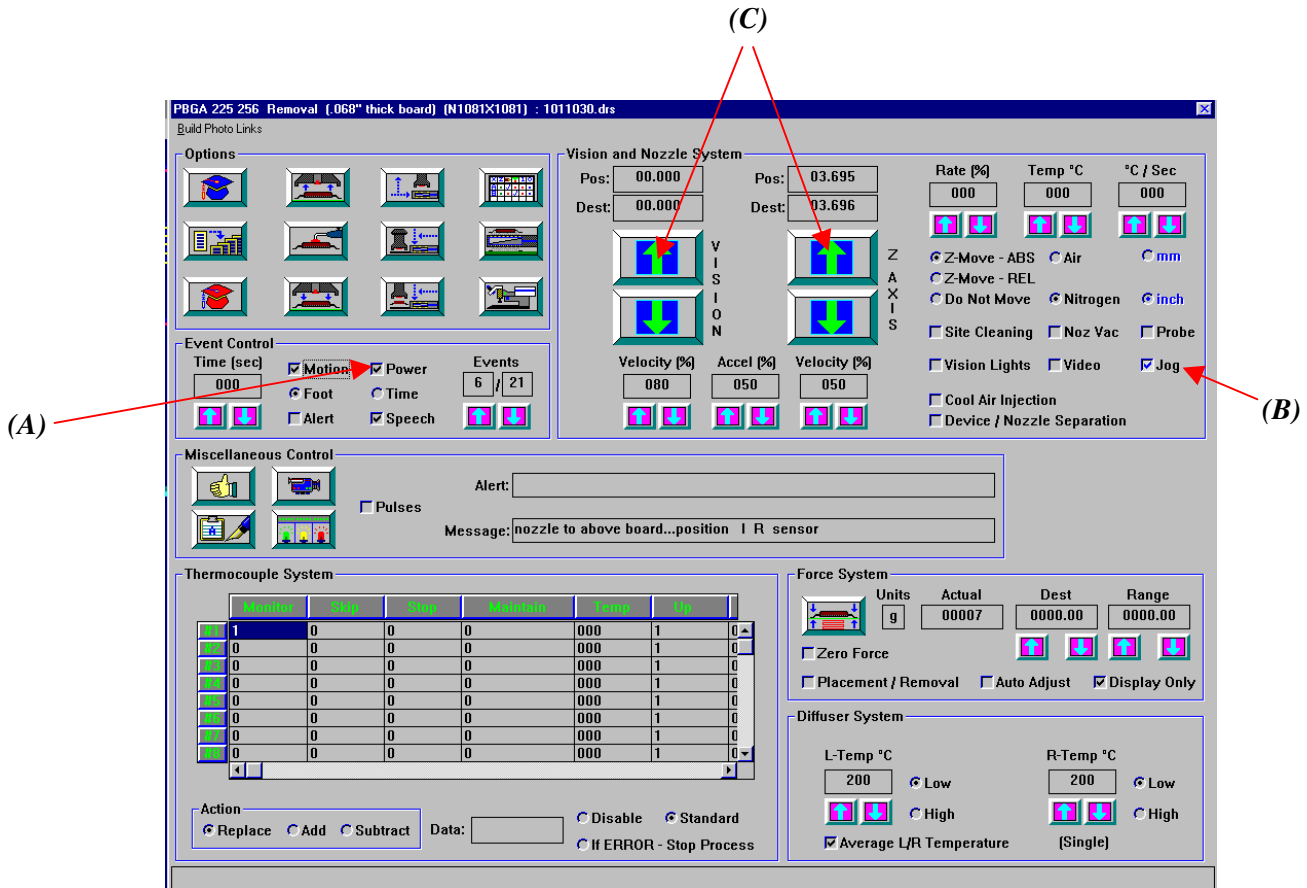 (C)
PBGA 225 256 Removal (.068" thick board) (N1081X1081) : 1011030.drs
Build Photo Links
Options
Vision and Nozzle System
Pos: 00.000 Pos: 03.695
Dest: 00.000 Dest: 03.696
VISION
Z AXIS
Rate (%) Temp °C °C / Sec
000 000 000
Z-Move - ABS Air mm
Z-Move - REL
Do Not Move Nitrogen inch
Site Cleaning Noz Vac Probe
Vision Lights Video Jog
Cool Air Injection
Device / Nozzle Separation
Velocity (%) Accel (%) Velocity (%)
080 050 050
(B)
Event Control
Time (sec) Motion Power Events
000 Foot Time 6 / 21
Alert Speech
(A)
Miscellaneous Control
Pulses
Alert:
Message: nozzle to above board...position I R sensor
Thermocouple System
Monitor Skip Stop Maintain Temp Up
#1 1 0 0 0 000 1 0
#2 0 0 0 0 000 1 0
#3 0 0 0 0 000 1 0
#4 0 0 0 0 000 1 0
#5 0 0 0 0 000 1 0
#6 0 0 0 0 000 1 0
#7 0 0 0 0 000 1 0
#8 0 0 0 0 000 1 0
Action
Replace Add Subtract
Data:
Disable Standard
If ERROR - Stop Process
Force System
Units Actual Dest Range
g 00007 0000.00 0000.00
Zero Force
Placement / Removal Auto Adjust Display Only
Diffuser System
L-Temp °C R-Temp °C
200 Low 200 Low
High High
Average L/R Temperature (Single)